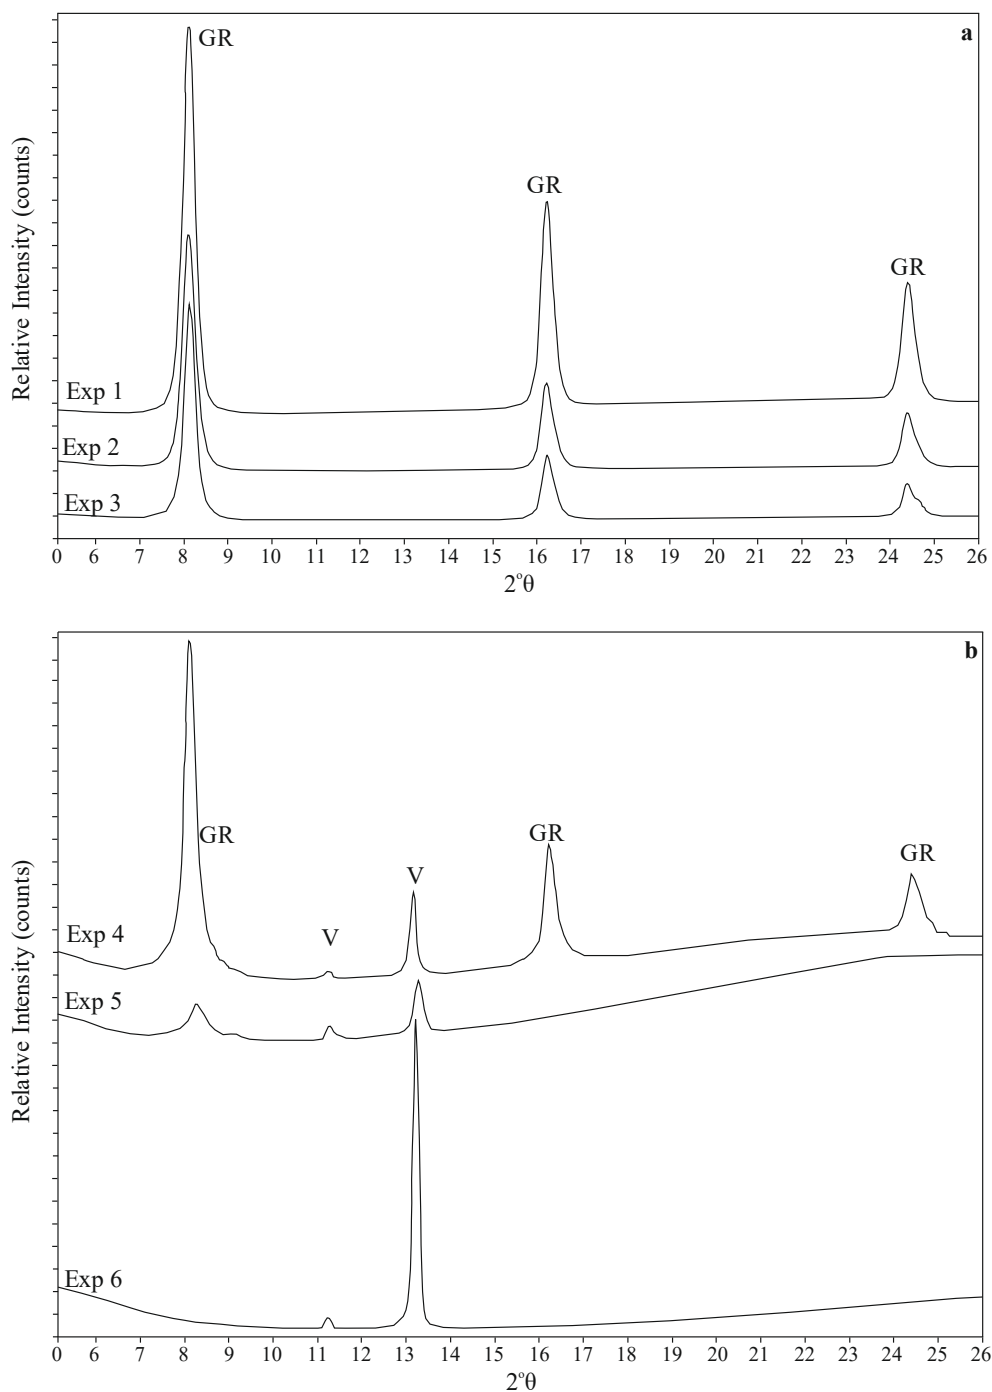 a
GR
GR
GR
Relative Intensity (counts)
Exp 1
Exp 2
Exp 3
0 6 7 8 9 10 11 12 13 14 15 16 17 18 19 20 21 22 23 24 25 26
2°θ
b
GR
GR
GR
V
V
Relative Intensity (counts)
Exp 4
Exp 5
Exp 6
0 6 7 8 9 10 11 12 13 14 15 16 17 18 19 20 21 22 23 24 25 26
2°θ